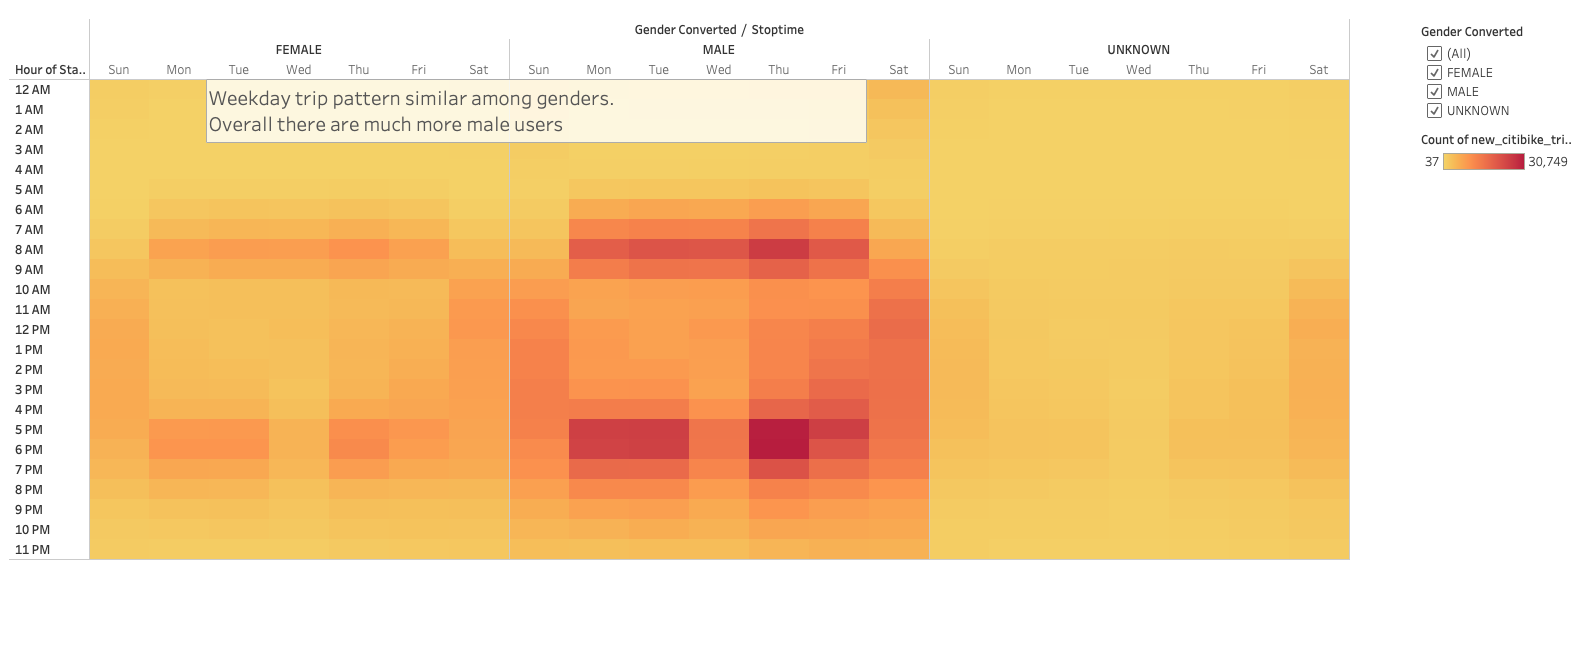 Gender Converted / Stoptime
FEMALE MALE UNKNOWN
Hour of Sta.. Sun Mon Tue Wed Thu Fri Sat Sun Mon Tue Wed Thu Fri Sat Sun Mon Tue Wed Thu Fri Sat
12 AM
1 AM
2 AM
3 AM
4 AM
5 AM
6 AM
7 AM
8 AM
9 AM
10 AM
11 AM
12 PM
1 PM
2 PM
3 PM
4 PM
5 PM
6 PM
7 PM
8 PM
9 PM
10 PM
11 PM
Weekday trip pattern similar among genders.
Overall there are much more male users
Gender Converted
(All)
FEMALE
MALE
UNKNOWN
Count of new_citibike_tri..
37 30,749